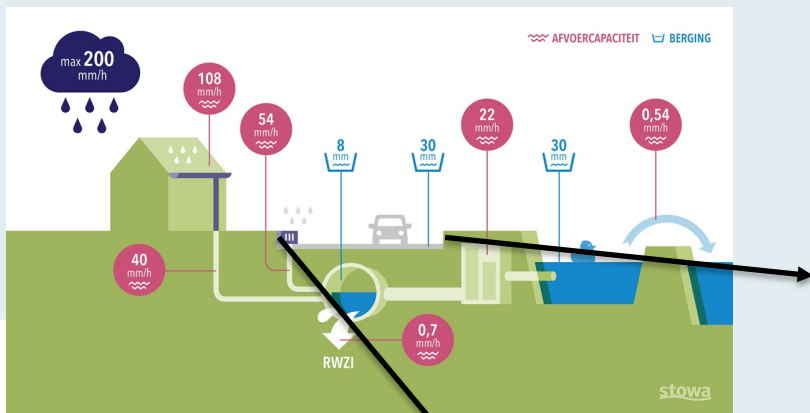 AFVOERCAPACITEIT BERGING
max 200
mm/h
108
mm/h
54
mm/h
8
mm
30
mm
22
mm/h
30
mm
0,54
mm/h
40
mm/h
0,7
mm/h
RWZI
stowa